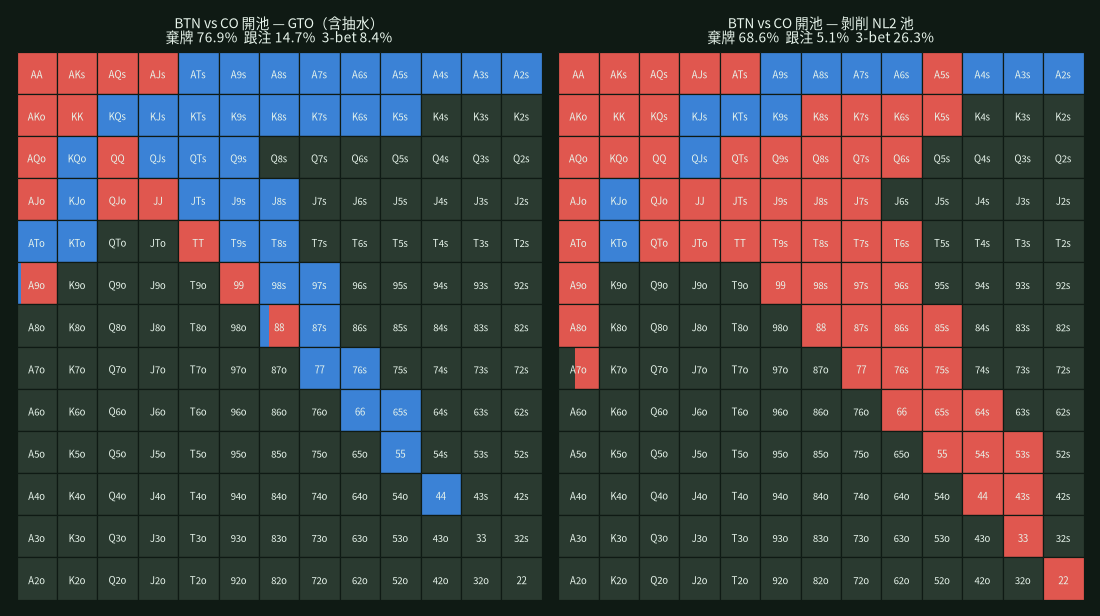 BTN vs CO 開池 — GTO（含抽水）
棄牌 76.9% 跟注 14.7% 3-bet 8.4%
AA AKs AQs AJs ATs A9s A8s A7s A6s A5s A4s A3s A2s
AKo KK KQs KJs KTs K9s K8s K7s K6s K5s K4s K3s K2s
AQo KQo QQ QJs QTs Q9s Q8s Q7s Q6s Q5s Q4s Q3s Q2s
AJo KJo QJo JJ JTs J9s J8s J7s J6s J5s J4s J3s J2s
ATo KTo QTo JTo TT T9s T8s T7s T6s T5s T4s T3s T2s
A9o K9o Q9o J9o T9o 99 98s 97s 96s 95s 94s 93s 92s
A8o K8o Q8o J8o T8o 98o 88 87s 86s 85s 84s 83s 82s
A7o K7o Q7o J7o T7o 97o 87o 77 76s 75s 74s 73s 72s
A6o K6o Q6o J6o T6o 96o 86o 76o 66 65s 64s 63s 62s
A5o K5o Q5o J5o T5o 95o 85o 75o 65o 55 54s 53s 52s
A4o K4o Q4o J4o T4o 94o 84o 74o 64o 54o 44 43s 42s
A3o K3o Q3o J3o T3o 93o 83o 73o 63o 53o 43o 33 32s
A2o K2o Q2o J2o T2o 92o 82o 72o 62o 52o 42o 32o 22
BTN vs CO 開池 — 剝削 NL2 池
棄牌 68.6% 跟注 5.1% 3-bet 26.3%
AA AKs AQs AJs ATs A9s A8s A7s A6s A5s A4s A3s A2s
AKo KK KQs KJs KTs K9s K8s K7s K6s K5s K4s K3s K2s
AQo KQo QQ QJs QTs Q9s Q8s Q7s Q6s Q5s Q4s Q3s Q2s
AJo KJo QJo JJ JTs J9s J8s J7s J6s J5s J4s J3s J2s
ATo KTo QTo JTo TT T9s T8s T7s T6s T5s T4s T3s T2s
A9o K9o Q9o J9o T9o 99 98s 97s 96s 95s 94s 93s 92s
A8o K8o Q8o J8o T8o 98o 88 87s 86s 85s 84s 83s 82s
A7o K7o Q7o J7o T7o 97o 87o 77 76s 75s 74s 73s 72s
A6o K6o Q6o J6o T6o 96o 86o 76o 66 65s 64s 63s 62s
A5o K5o Q5o J5o T5o 95o 85o 75o 65o 55 54s 53s 52s
A4o K4o Q4o J4o T4o 94o 84o 74o 64o 54o 44 43s 42s
A3o K3o Q3o J3o T3o 93o 83o 73o 63o 53o 43o 33 32s
A2o K2o Q2o J2o T2o 92o 82o 72o 62o 52o 42o 32o 22